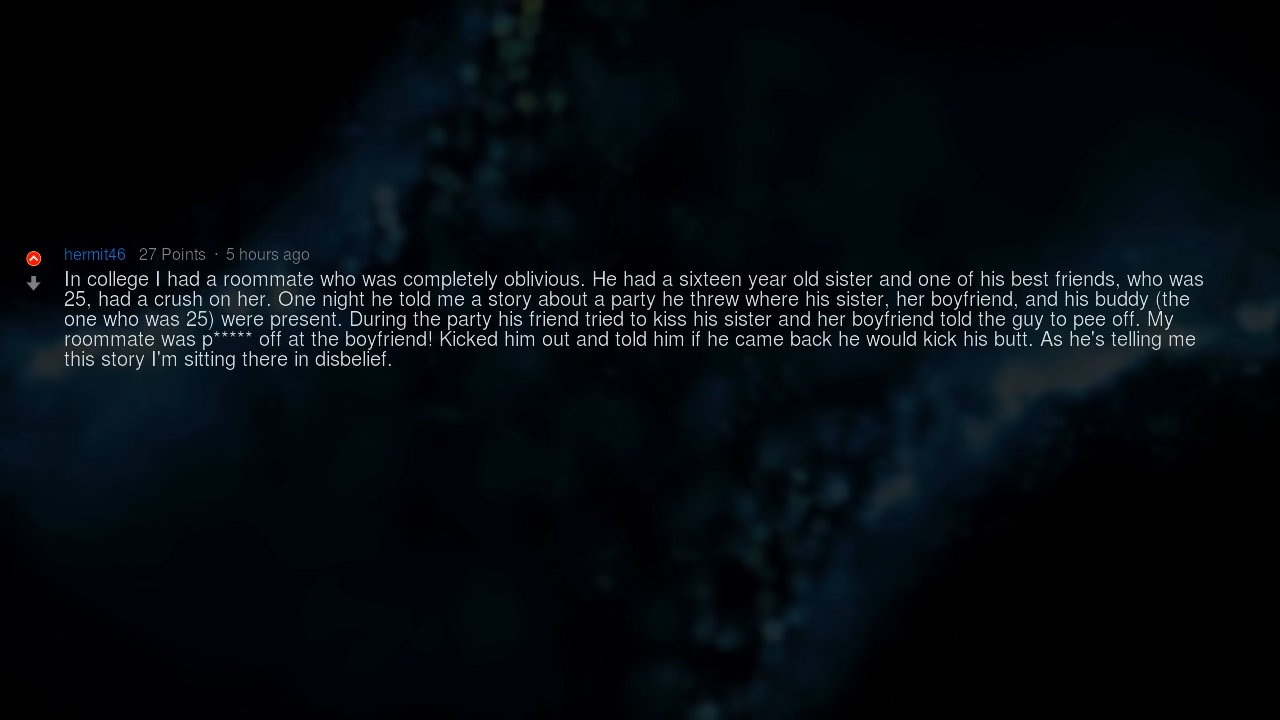 hermit46 27 Points · 5 hours ago
In college I had a roommate who was completely oblivious. He had a sixteen year old sister and one of his best friends, who was
25, had a crush on her. One night he told me a story about a party he threw where his sister, her boyfriend, and his buddy (the
one who was 25) were present. During the party his friend tried to kiss his sister and her boyfriend told the guy to pee off. My
roommate was p***** off at the boyfriend! Kicked him out and told him if he came back he would kick his butt. As he's telling me
this story I'm sitting there in disbelief.